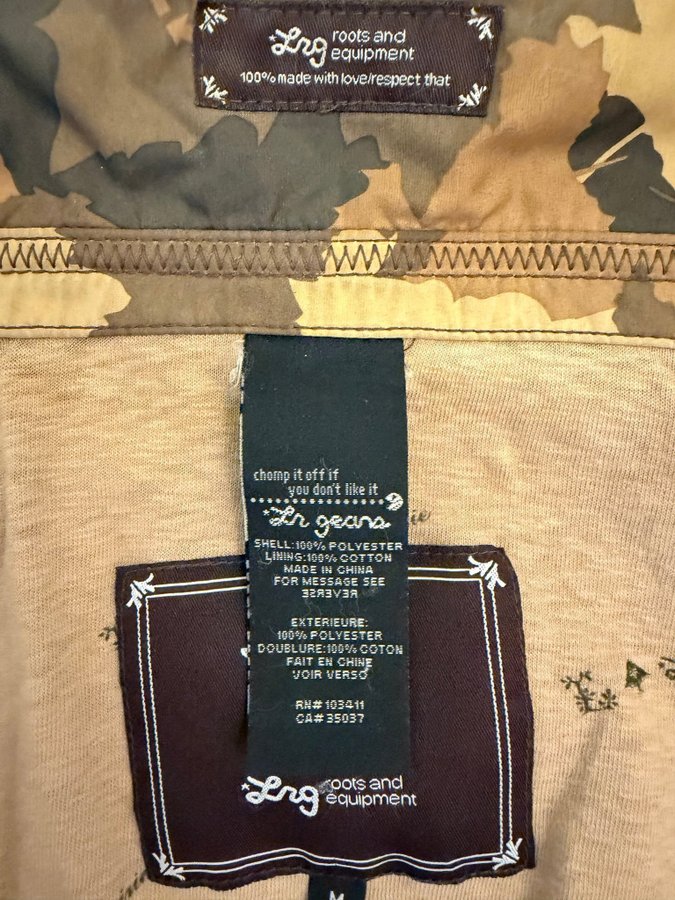 Lrg roots and
equipment
100% made with love/respect that
chomp it off if
you don't like it
Lr gears
SHELL:100% POLYESTER
LINING:100% COTTON
MADE IN CHINA
FOR MESSAGE SEE
REVERSE
EXTERIEURE:
100% POLYESTER
DOUBLURE:100% COTON
FAIT EN CHINE
VOIR VERSO
RN# 103411
CA# 35037
Lrg roots and
equipment
M